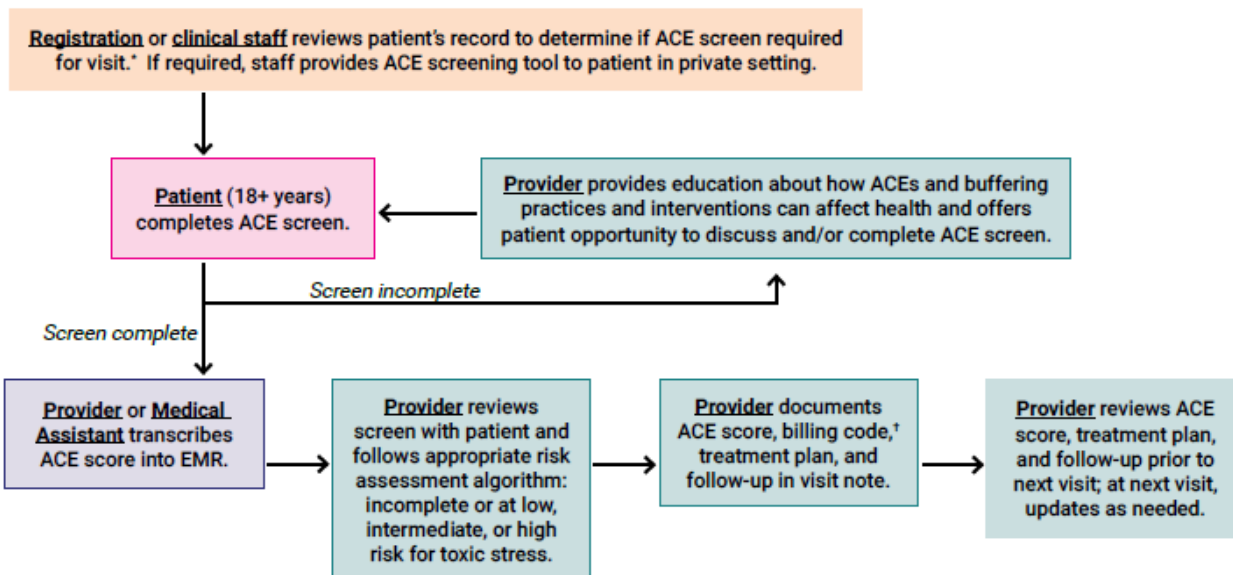 Registration or clinical staff reviews patient's record to determine if ACE screen required
for visit.* If required, staff provides ACE screening tool to patient in private setting.
Patient (18+ years)
completes ACE screen.
Provider provides education about how ACEs and buffering
practices and interventions can affect health and offers
patient opportunity to discuss and/or complete ACE screen.
Screen incomplete
Screen complete
Provider or Medical
Assistant transcribes
ACE score into EMR.
Provider reviews
screen with patient and
follows appropriate risk
assessment algorithm:
incomplete or at low,
intermediate, or high
risk for toxic stress.
Provider documents
ACE score, billing code,†
treatment plan, and
follow-up in visit note.
Provider reviews ACE
score, treatment plan,
and follow-up prior to
next visit; at next visit,
updates as needed.